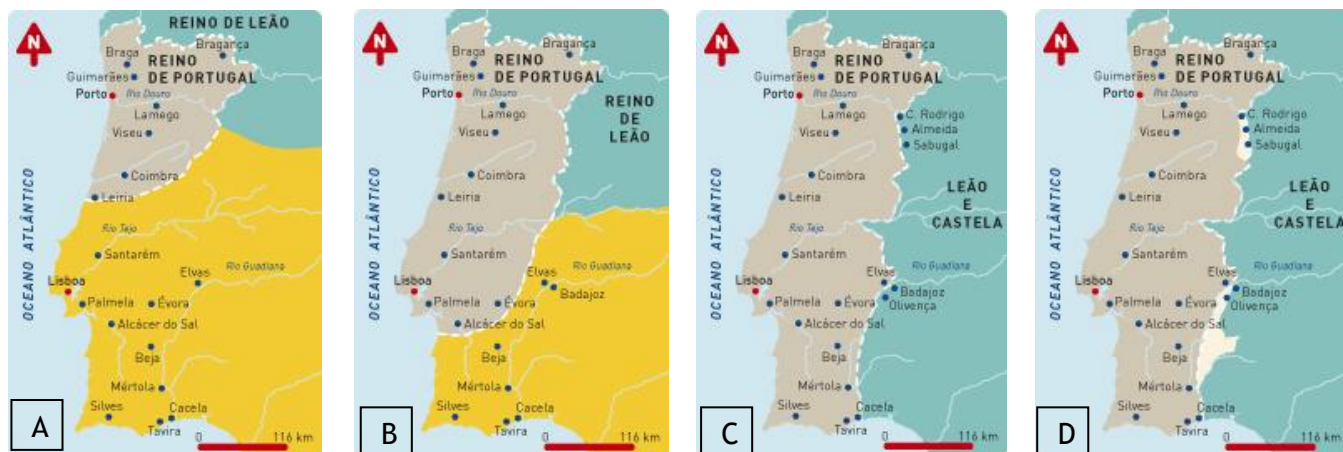 N
REINO DE LEÃO
Bragança
Braga
REINO
DE PORTUGAL
Guimarães
Porto
Rio Douro
Lamego
Viseu
Coimbra
Leiria
OCEANO ATLÂNTICO
Rio Tejo
Santarém
Elvas
Rio Guadiana
Lisboa
Palmela
Évora
Alcácer do Sal
Beja
Mértola
Silves
Cacela
Tavira
0
116 km
A
N
Bragança
Braga
REINO
DE PORTUGAL
Guimarães
Porto
Rio Douro
Lamego
REINO
DE
LEÃO
Viseu
Coimbra
Leiria
OCEANO ATLÂNTICO
Rio Tejo
Santarém
Rio Guadiana
Elvas
Lisboa
Badajoz
Palmela
Évora
Alcácer do Sal
Beja
Mértola
Silves
Cacela
Tavira
0
116 km
B
N
Bragança
Braga
REINO
DE PORTUGAL
Guimarães
Porto
Rio Douro
Lamego
C. Rodrigo
Almeida
Viseu
Sabugal
Coimbra
LEÃO
E
CASTELA
Leiria
OCEANO ATLÂNTICO
Rio Tejo
Santarém
Rio Guadiana
Elvas
Lisboa
Badajoz
Palmela
Évora
Olivença
Alcácer do Sal
Beja
Mértola
Silves
Cacela
Tavira
0
116 km
C
N
Bragança
Braga
REINO
DE PORTUGAL
Guimarães
Porto
Rio Douro
Lamego
C. Rodrigo
Almeida
Viseu
Sabugal
Coimbra
LEÃO
E
CASTELA
Leiria
OCEANO ATLÂNTICO
Rio Tejo
Santarém
Rio Guadiana
Elvas
Lisboa
Badajoz
Palmela
Évora
Olivença
Alcácer do Sal
Beja
Mértola
Silves
Cacela
Tavira
0
116 km
D